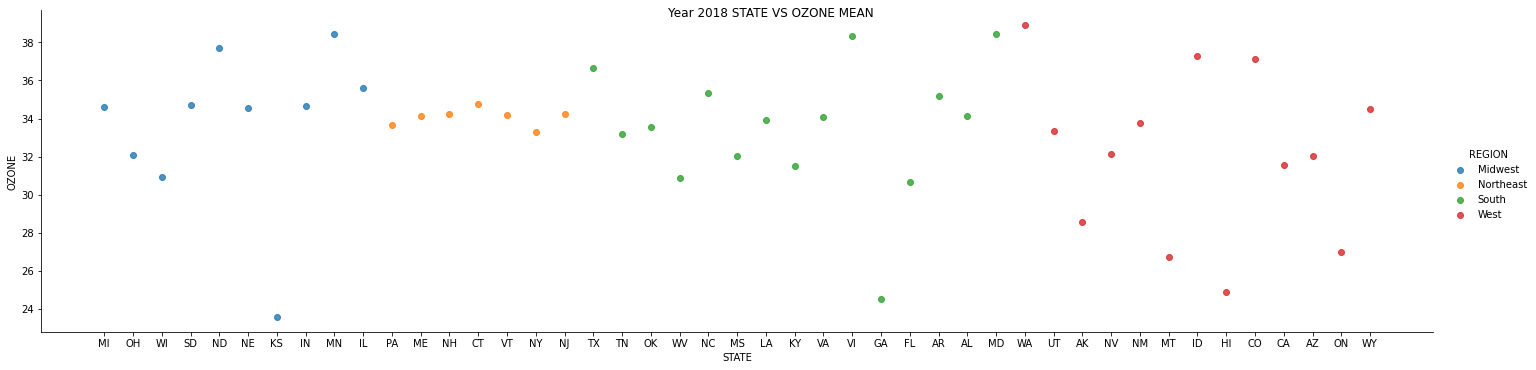 Year 2018 STATE VS OZONE MEAN
38
36
34
32
30
28
26
24
OZONE
MI OH WI SD ND NE KS IN MN IL PA ME NH CT VT NY NJ TX TN OK WV NC MS LA KY VA VI GA FL AR AL MD WA UT AK NV NM MT ID HI CO CA AZ ON WY
STATE
REGION
Midwest
Northeast
South
West